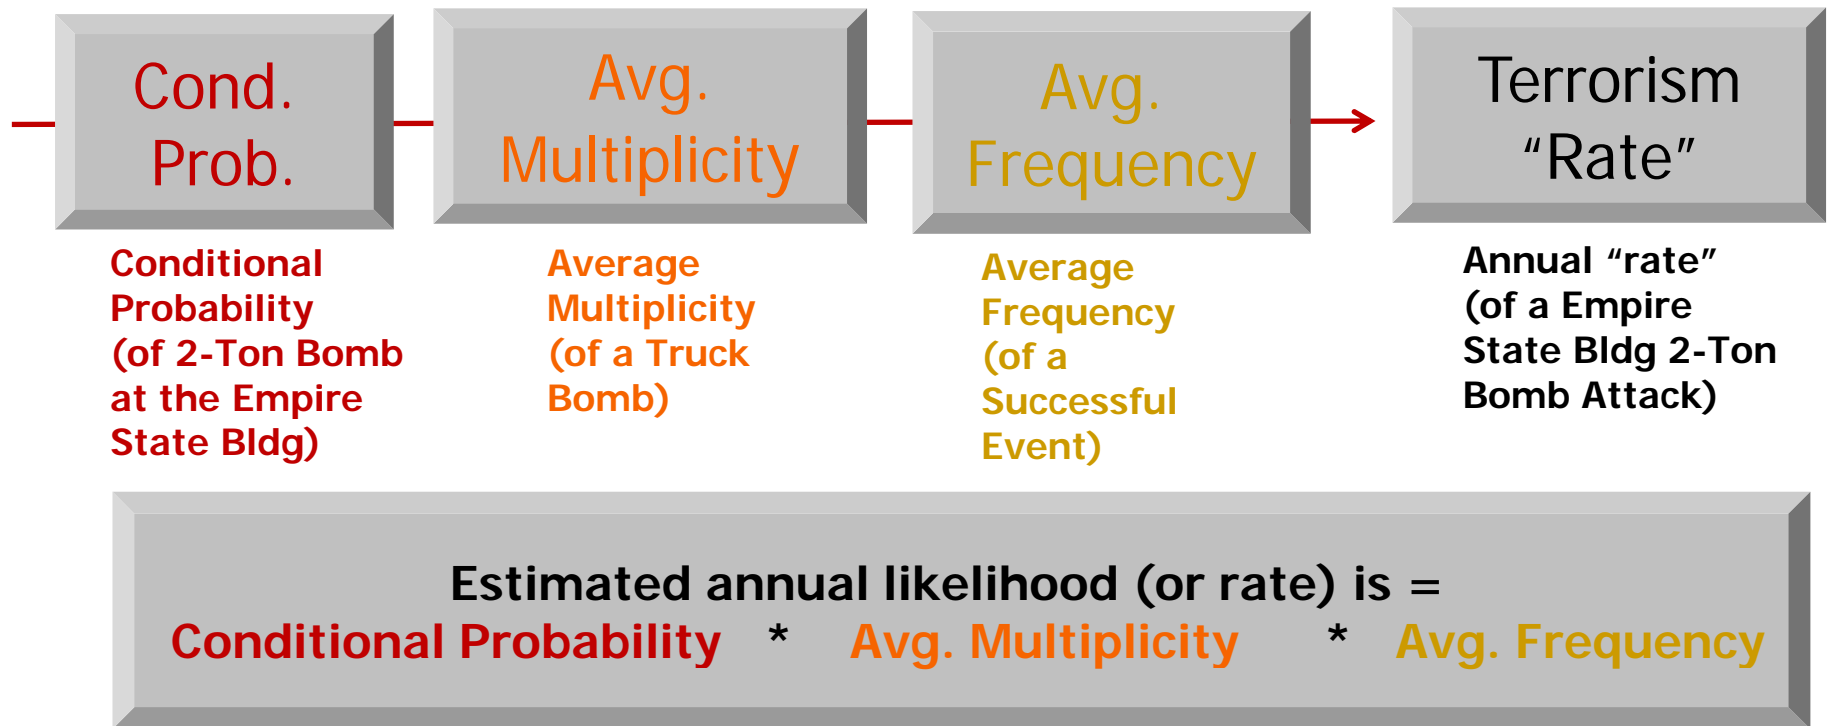 Cond.
Prob.
Avg.
Multiplicity
Avg.
Frequency
Terrorism
“Rate”
Conditional
Probability
(of 2-Ton Bomb
at the Empire
State Bldg)
Average
Multiplicity
(of a Truck
Bomb)
Average
Frequency
(of a
Successful
Event)
Annual “rate”
(of a Empire
State Bldg 2-Ton
Bomb Attack)
Estimated annual likelihood (or rate) is =
Conditional Probability * Avg. Multiplicity * Avg. Frequency